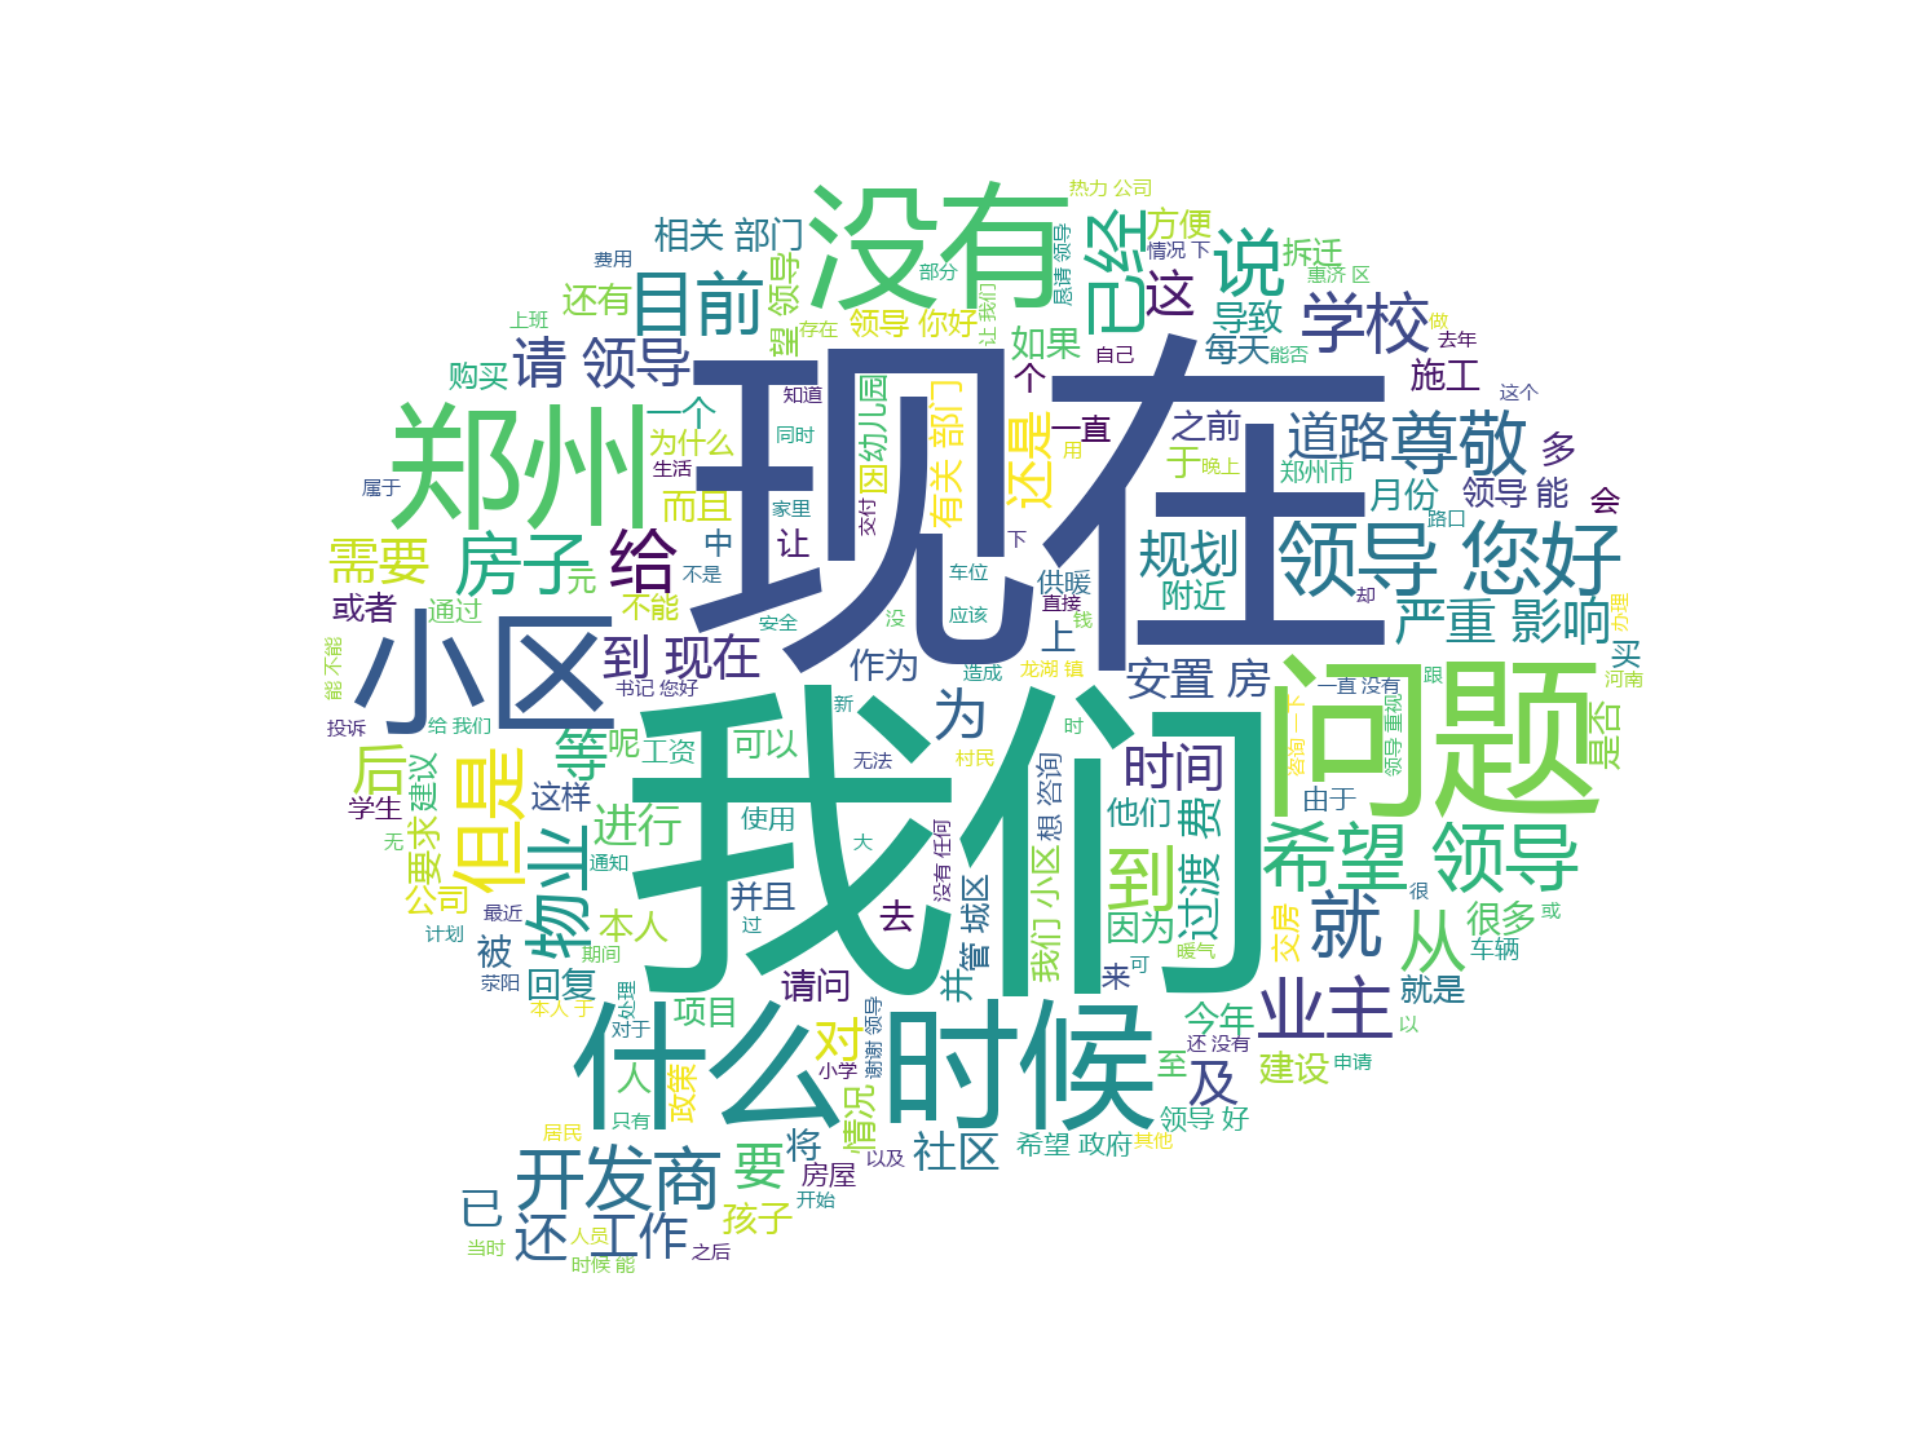 热力 公司
没有
相关 部门
已经
方便
恳请 领导
情况 下
说
拆迁
费用
部分
惠济 区
望 领导
还有
目前
这
学校
让 我们
存在
领导 你好
上班
如果
导致
做
请 领导
现在
自己
每天
能否
去年
购买
个
施工
知道
幼儿园
这个
郑州
一个
有关 部门
还是
一直
之前
道路
尊敬
为什么
同时
因
用
于
晚上
郑州市
多
生活
属于
而且
家里
交付
月份
领导 能
会
路口
需要
房子
给
中
让
下
规划
领导 您好
元
不是
车位
供暖
或者
通过
不能
直接
附近
却
严重 影响
办理
小区
安全
没
应该
钱
上
买
能 不能
到 现在
作为
造成
龙湖 镇
安置 房
一直 没有
跟
河南
书记 您好
我们
新
为
时
问题
咨询 一下
领导 重视
是否
投诉
给 我们
后
等
呢
工资
可以
无法
村民
时间
建议
但是
学生
这样
想 咨询
由于
要求
物业
进行
使用
他们
过渡 费
希望 领导
无
大
没有 任何
到
通知
公司
并且
管 城区
我们 小区
很
最近
本人
去
因为
交房
就
从
很多
或
计划
被
期间
过
暖气
车辆
荥阳
回复
请问
并
来
可
业主
就是
本人 于
处理
项目
什么 时候
对
谢谢 领导
今年
以
对于
还 没有
人
政策
小学
至
及
建设
申请
只有
情况
领导 好
居民
将
社区
希望 政府
其他
开发商
要
房屋
以及
已
还
工作
孩子
开始
人员
当时
之后
时候 能